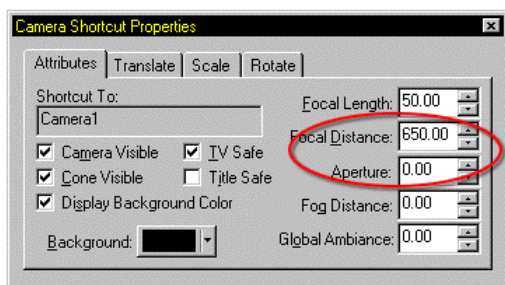 Camera Shortcut Properties
Attributes Translate Scale Rotate
Shortcut To:
Camera1
Camera Visible TV Safe
Cone Visible Title Safe
Display Background Color
Background:
Focal Length: 50.00
Focal Distance: 650.00
Aperture: 0.00
Fog Distance: 0.00
Global Ambiance: 0.00